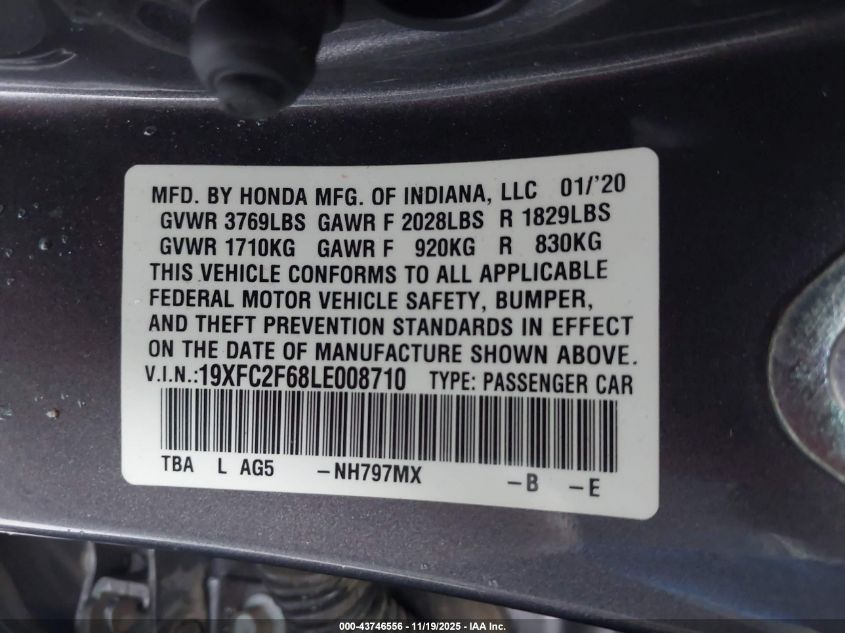 MFD. BY HONDA MFG. OF INDIANA, LLC 01/'20
GVWR 3769LBS GAWR F 2028LBS R 1829LBS
GVWR 1710KG GAWR F 920KG R 830KG
THIS VEHICLE CONFORMS TO ALL APPLICABLE
FEDERAL MOTOR VEHICLE SAFETY, BUMPER,
AND THEFT PREVENTION STANDARDS IN EFFECT
ON THE DATE OF MANUFACTURE SHOWN ABOVE.
V.I.N.:19XFC2F68LE008710 TYPE: PASSENGER CAR
TBA L AG5 -NH797MX -B -E
000-43746556 - 11/19/2025 - IAA Inc.